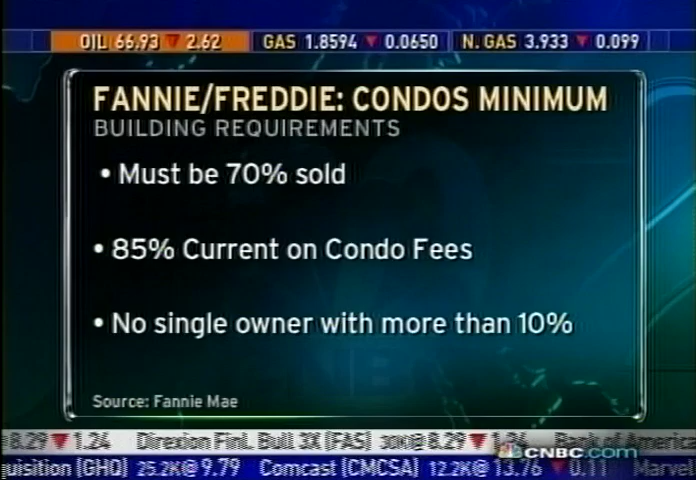 OIL 66.93 ▼ 2.62 GAS 1.8594 ▼ 0.0650 N. GAS 3.933 ▼ 0.099
FANNIE/FREDDIE: CONDOS MINIMUM
BUILDING REQUIREMENTS
• Must be 70% sold
• 85% Current on Condo Fees
• No single owner with more than 10%
Source: Fannie Mae
8.29 ▼ 1.24 Direxion Finl. Bull 3X (FAS) @ 8.29 ▼ Bank of America
CNBC.com
uisition (GHQ) 25.2K@ 9.79 Comcast (CMCSA) 12.2K@ 13.76 ▼ 0.11 Marvel